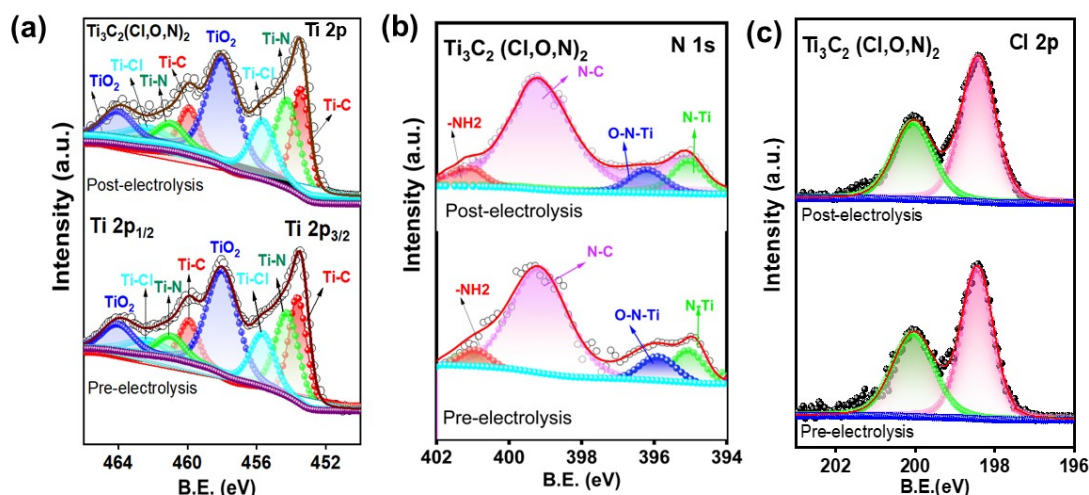 (a)
Ti₃C₂(Cl,O,N)₂
Ti 2p
TiO₂
Ti-Cl
Ti-N
Ti-C
TiO₂
Ti-Cl
Ti-N
Ti-C
Post-electrolysis
Ti 2p₁/₂
Ti 2p₃/₂
TiO₂
Ti-Cl
Ti-N
Ti-C
TiO₂
Ti-Cl
Ti-N
Ti-C
Pre-electrolysis
Intensity (a.u.)
464 460 456 452
B.E. (eV)
(b)
Ti₃C₂ (Cl,O,N)₂
N 1s
-NH2
N-C
O-N-Ti
N-Ti
Post-electrolysis
-NH2
N-C
O-N-Ti
N-Ti
Pre-electrolysis
Intensity (a.u.)
402 400 398 396 394
B.E. (eV)
(c)
Ti₃C₂ (Cl,O,N)₂
Cl 2p
Post-electrolysis
Pre-electrolysis
Intensity (a.u.)
202 200 198 196
B.E. (eV)